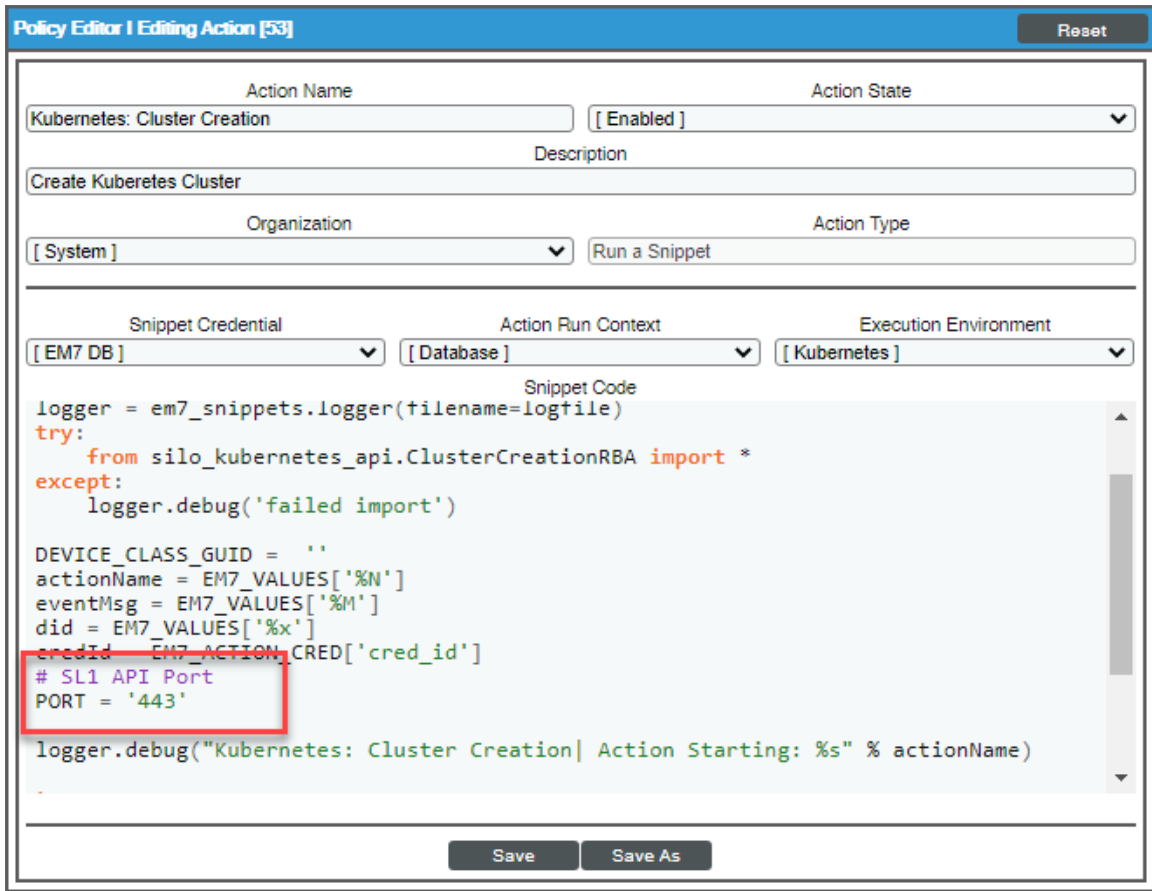 Policy Editor I Editing Action [53]
Reset
Action Name
Action State
Kubernetes: Cluster Creation
[ Enabled ]
Description
Create Kuberetes Cluster
Organization
Action Type
[ System ]
Run a Snippet
Snippet Credential
Action Run Context
Execution Environment
[ EM7 DB ]
[ Database ]
[ Kubernetes ]
Snippet Code
logger = em7_snippets.logger(filename=logfile)
try:
    from silo_kubernetes_api.ClusterCreationRBA import *
except:
    logger.debug('failed import')
DEVICE_CLASS_GUID =  ''
actionName = EM7_VALUES['%N']
eventMsg = EM7_VALUES['%M']
did = EM7_VALUES['%x']
credId = EM7_ACTION_CRED['cred_id']
# SL1 API Port
PORT = '443'
logger.debug("Kubernetes: Cluster Creation| Action Starting: %s" % actionName)
Save
Save As